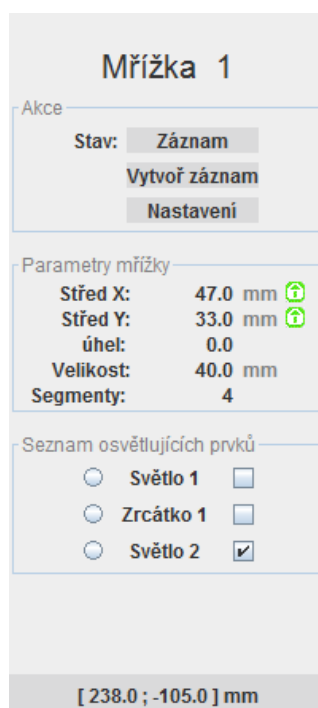 Mřížka 1
Akce
Stav: Záznam
Vytvoř záznam
Nastavení
Parametry mřížky
Střed X: 47.0 mm
Střed Y: 33.0 mm
úhel: 0.0
Velikost: 40.0 mm
Segmenty: 4
Seznam osvětlujících prvků
Světlo 1
Zrcátko 1
Světlo 2
[ 238.0 ; -105.0 ] mm